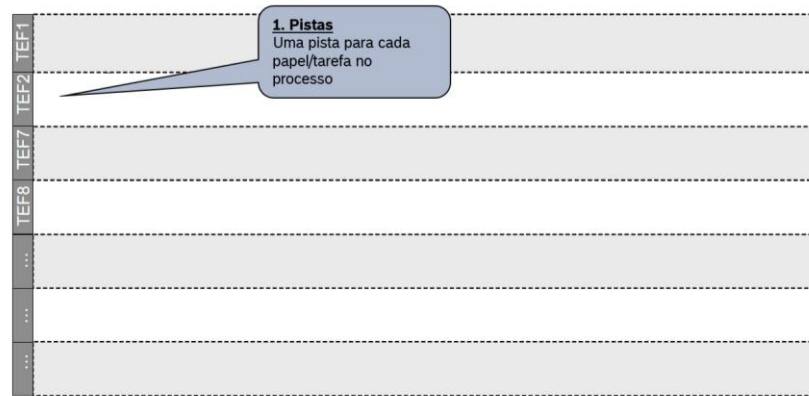 TEF1
1. Pistas
Uma pista para cada
papel/tarefa no
processo
TEF2
TEF7
TEF8
...
...
...